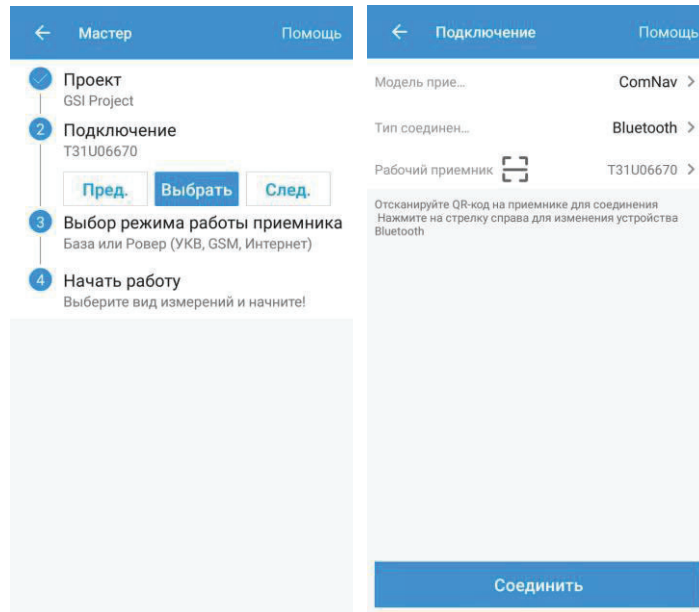 Мастер
Помощь
Проект
GSI Project
2
Подключение
T31U06670
Пред.
Выбрать
След.
3
Выбор режима работы приемника
База или Ровер (УКВ, GSM, Интернет)
4
Начать работу
Выберите вид измерений и начните!
Подключение
Помощь
Модель прие...
ComNav
Тип соединен...
Bluetooth
Рабочий приемник
T31U06670
Отсканируйте QR-код на приемнике для соединения
Нажмите на стрелку справа для изменения устройства
Bluetooth
Соединить